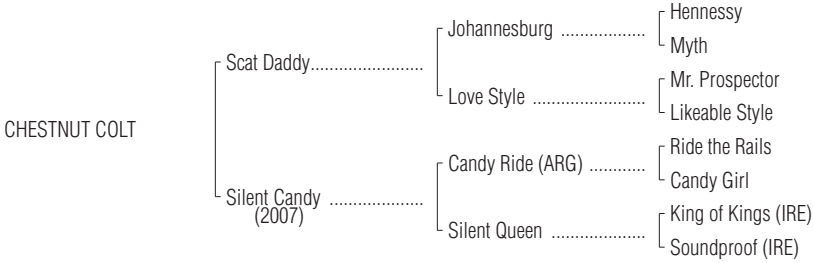 Hennessy
Johannesburg ...................
Myth
Scat Daddy.......................
Mr. Prospector
Love Style .........................
Likeable Style
CHESTNUT COLT
Ride the Rails
Candy Ride (ARG) ............
Candy Girl
Silent Candy ...................
(2007)
King of Kings (IRE)
Silent Queen .....................
Soundproof (IRE)